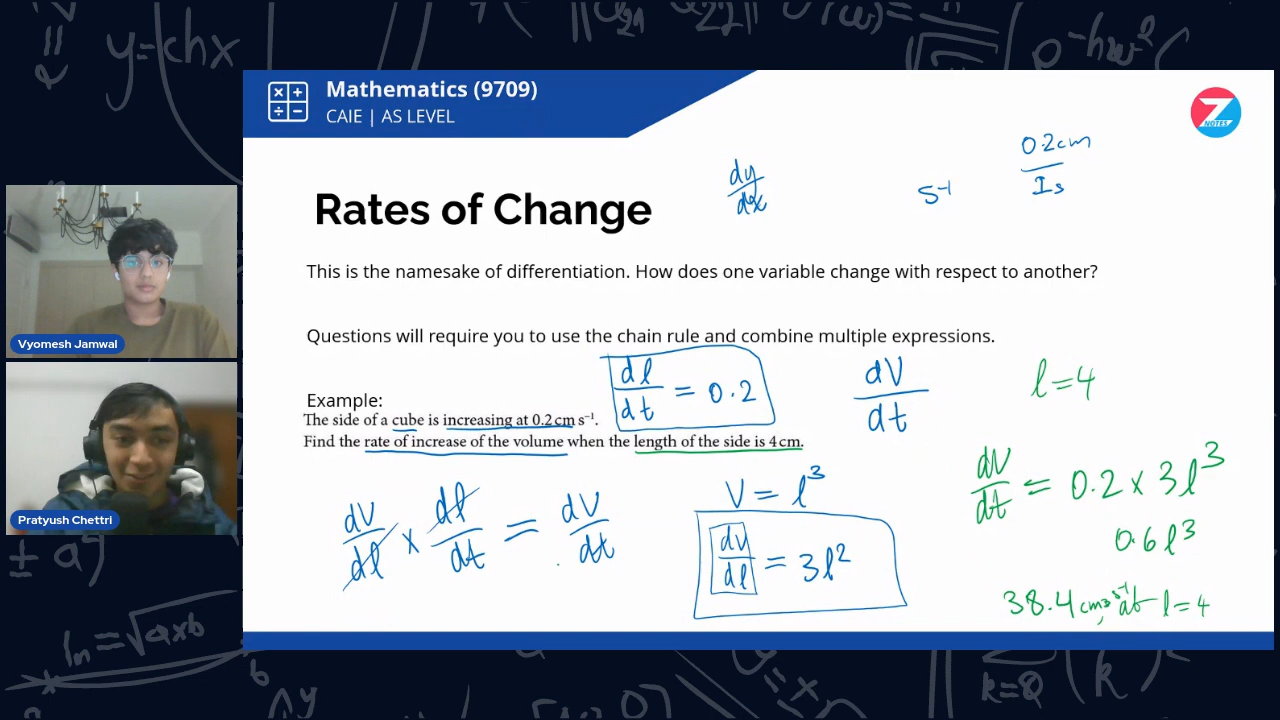 y=chx
Mathematics (9709)
CAIE | AS LEVEL
Z
NOTES
dy/dx
s⁻¹
0.2cm/1s
Rates of Change
This is the namesake of differentiation. How does one variable change with respect to another?
Questions will require you to use the chain rule and combine multiple expressions.
dl/dt = 0.2
dV/dt
l=4
Example:
The side of a cube is increasing at 0.2 cm s⁻¹.
Find the rate of increase of the volume when the length of the side is 4 cm.
dV/dl × dl/dt = dV/dt
V = l³
dv/dl = 3l²
dV/dt = 0.2 × 3l³
0.6l³
38.4 cm3 s⁻¹ at l=4
Vyomesh Jamwal
Pratyush Chettri
ln=√axb